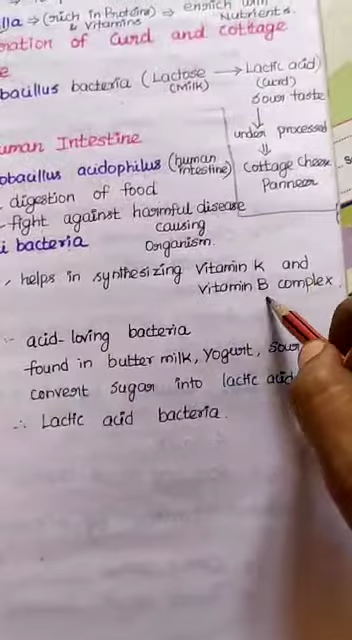 lla → (rich in Proteins) ⇒ enrich with
& vitamins Nutrients.
mation of Curd and cottage
e
bacillus bacteria (Lactose → Lactic acid)
(Milk) (curd)
Sour taste
↓
under processed
⇓
Cottage Cheese
Panneer
uman Intestine
obacillus acidophilus (human
intestine)
digestion of food
- fight against harmful disease
causing
Organism.
i bacteria
helps in synthesizing vitamin K and
vitamin B complex.
acid-loving bacteria
found in butter milk, Yogurt, Sour
convert sugar into lactic acid
∴ Lactic acid bacteria.